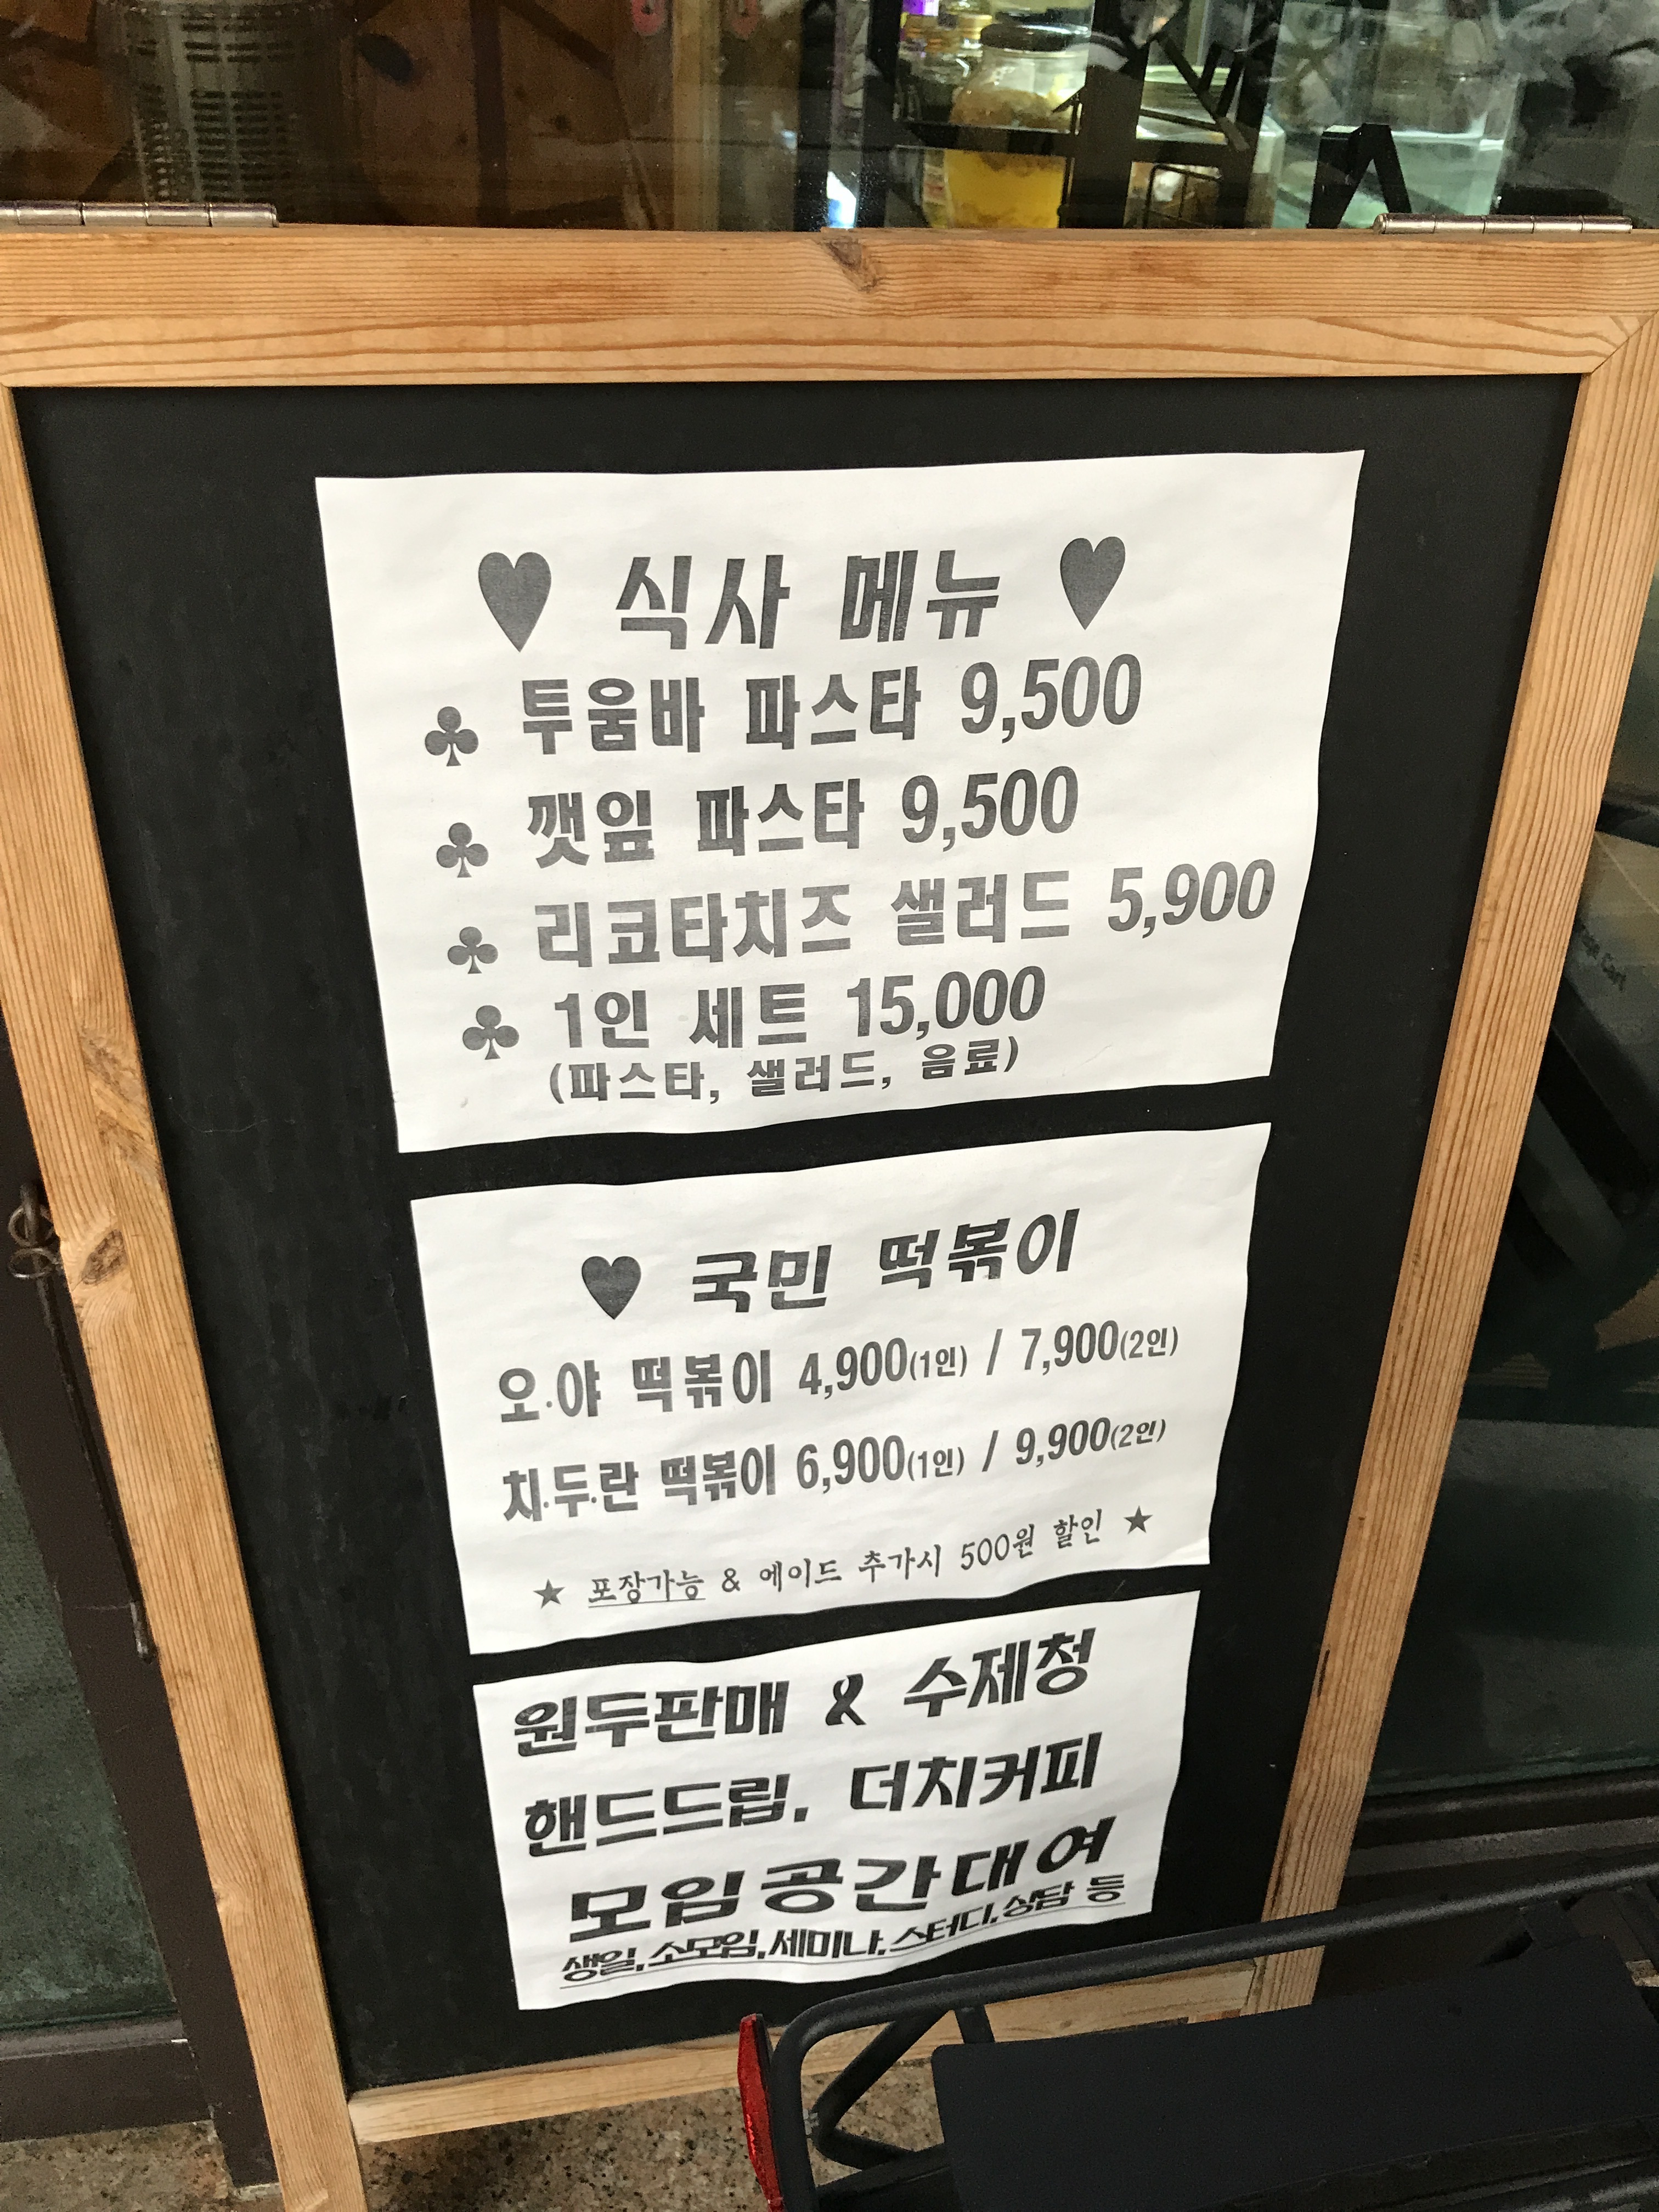 ♥ 식사 메뉴 ♥
♣ 투움바 파스타 9,500
♣ 깻잎 파스타 9,500
♣ 리코타치즈 샐러드 5,900
♣ 1인 세트 15,000
(파스타, 샐러드, 음료)
♥ 국민 떡볶이
오·야 떡볶이 4,900(1인) / 7,900(2인)
치·두·란 떡볶이 6,900(1인) / 9,900(2인)
★ 포장가능 & 에이드 추가시 500원 할인 ★
원두판매 & 수제청
핸드드립, 더치커피
모임공간대여
생일, 소모임, 세미나, 스터디, 상담 등